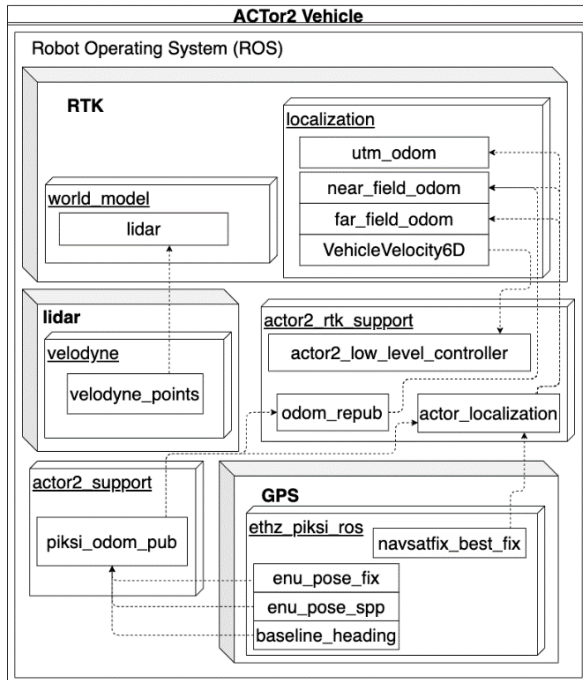 ACTor2 Vehicle
Robot Operating System (ROS)
RTK
localization
utm_odom
near_field_odom
far_field_odom
VehicleVelocity6D
world_model
lidar
lidar
velodyne
velodyne_points
actor2_rtk_support
actor2_low_level_controller
odom_repub
actor_localization
actor2_support
piksi_odom_pub
GPS
ethz_piksi_ros
navsatfix_best_fix
enu_pose_fix
enu_pose_spp
baseline_heading